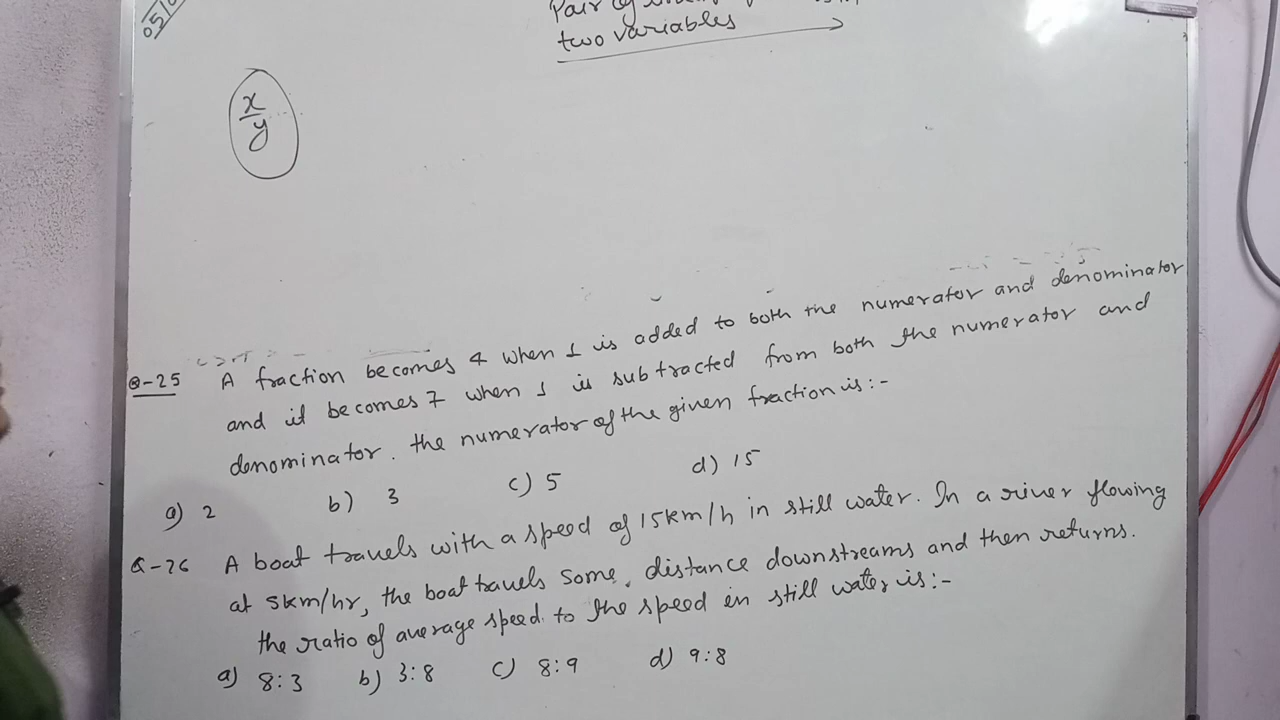 Pair of
two variables
x/y
Q-25 A fraction becomes 4 when 1 is added to both the numerator and denominator
and it becomes 7 when 1 is subtracted from both the numerator and
denominator. the numerator of the given fraction is:-
a) 2 b) 3 c) 5 d) 15
Q-26 A boat travels with a speed of 15km/h in still water. In a river flowing
at 5km/hr, the boat travels some distance downstreams and then returns.
the ratio of average speed to the speed in still water is:-
a) 8:3 b) 3:8 c) 8:9 d) 9:8